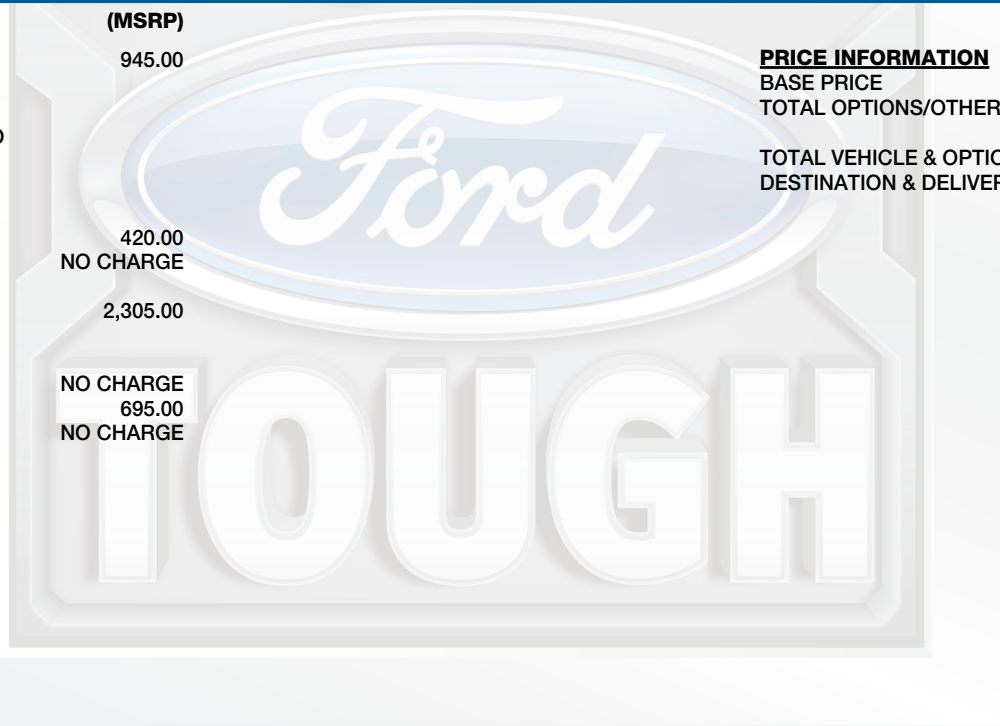 (MSRP)
945.00
420.00
NO CHARGE
2,305.00
NO CHARGE
695.00
NO CHARGE
PRICE INFORMATION
BASE PRICE
TOTAL OPTIONS/OTHER
TOTAL VEHICLE & OPTIO
DESTINATION & DELIVER
Ford
TOUGH